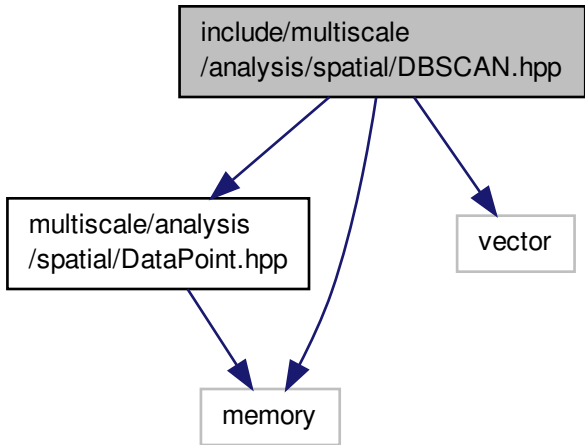 include/multiscale
/analysis/spatial/DBSCAN.hpp
multiscale/analysis
/spatial/DataPoint.hpp
vector
memory